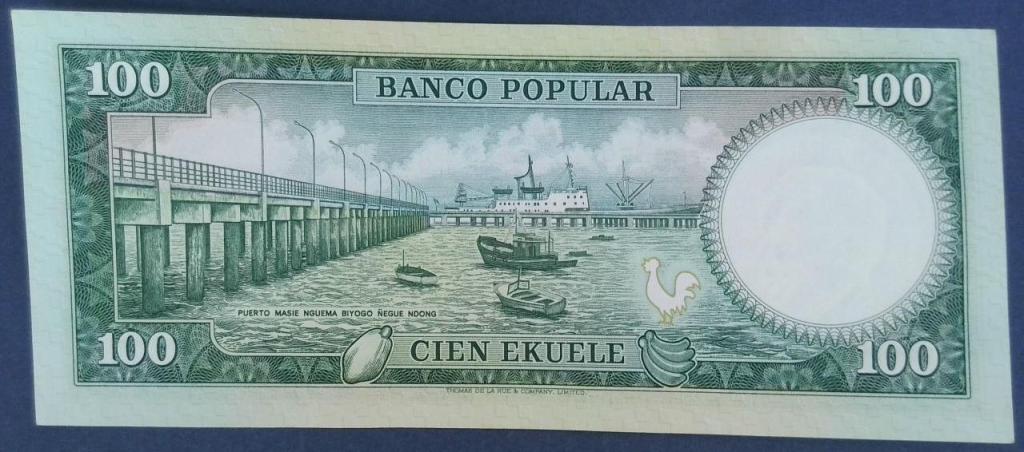 100
BANCO POPULAR
100
PUERTO MASIE NGUEMA BIYOGO ÑEGUE NDONG
100
CIEN EKUELE
100
THOMAS DE LA RUE & COMPANY, LIMITED.